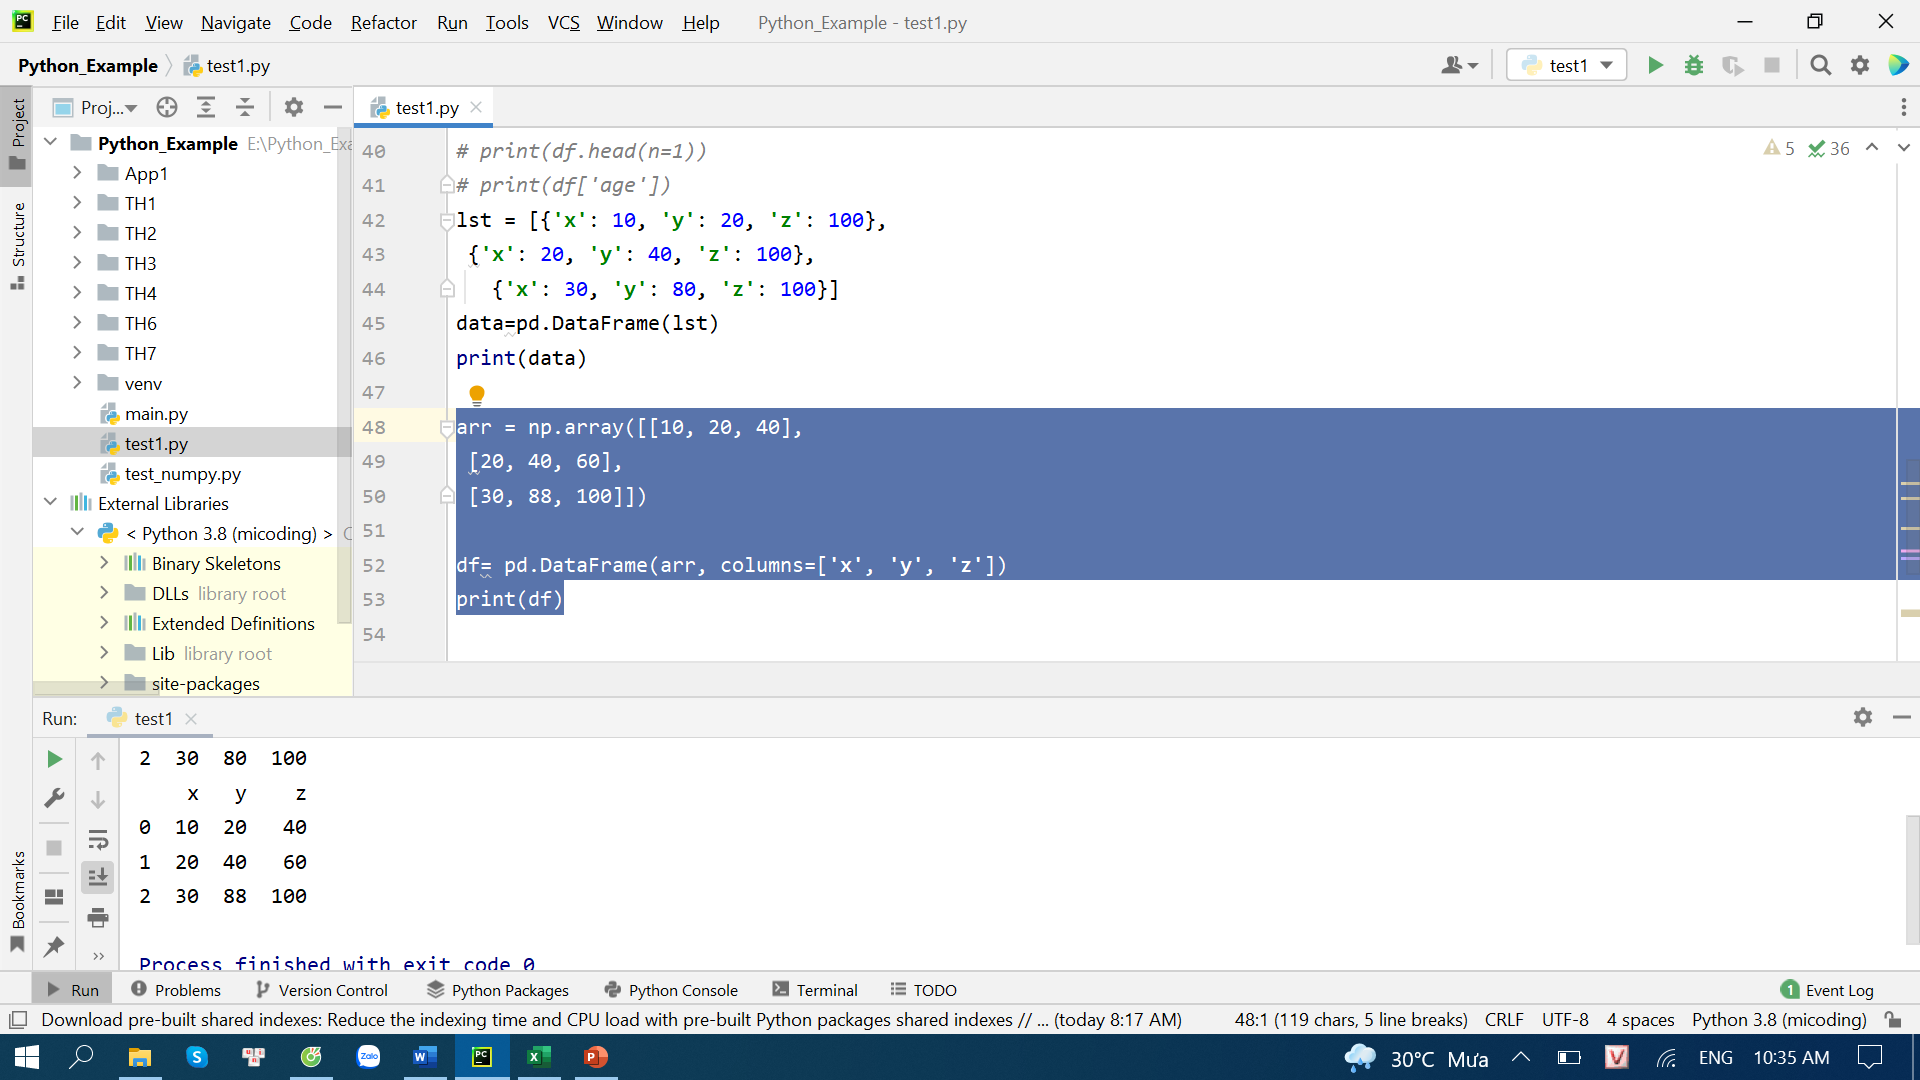 File Edit View Navigate Code Refactor Run Tools VCS Window Help Python_Example - test1.py
Python_Example test1.py
test1
Project
Structure
Bookmarks
Proj...
Python_Example E:\Python_Exa
App1
TH1
TH2
TH3
TH4
TH6
TH7
venv
main.py
test1.py
test_numpy.py
External Libraries
< Python 3.8 (micoding) > C
Binary Skeletons
DLLs library root
Extended Definitions
Lib library root
site-packages
test1.py
5 36
40 # print(df.head(n=1))
41 # print(df['age'])
42 lst = [{'x': 10, 'y': 20, 'z': 100},
43 {'x': 20, 'y': 40, 'z': 100},
44 {'x': 30, 'y': 80, 'z': 100}]
45 data=pd.DataFrame(lst)
46 print(data)
47
48 arr = np.array([[10, 20, 40],
49 [20, 40, 60],
50 [30, 88, 100]])
51
52 df= pd.DataFrame(arr, columns=['x', 'y', 'z'])
53 print(df)
54
Run: test1
2 30 80 100
x y z
0 10 20 40
1 20 40 60
2 30 88 100
Process finished with exit code 0
Run Problems Version Control Python Packages Python Console Terminal TODO 1 Event Log
Download pre-built shared indexes: Reduce the indexing time and CPU load with pre-built Python packages shared indexes // ... (today 8:17 AM) 48:1 (119 chars, 5 line breaks) CRLF UTF-8 4 spaces Python 3.8 (micoding)
Zalo 30°C Mưa ENG 10:35 AM